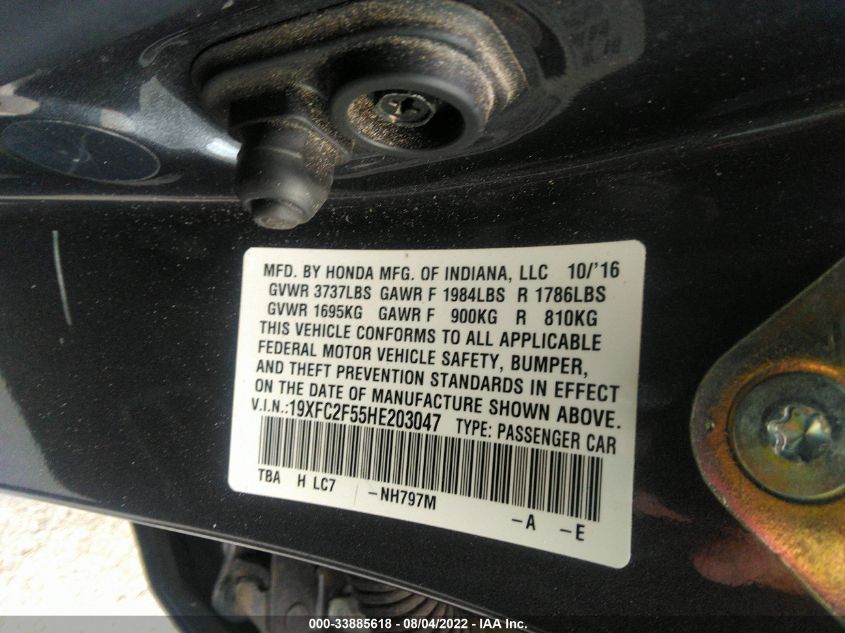 MFD. BY HONDA MFG. OF INDIANA, LLC 10/'16
GVWR 3737LBS GAWR F 1984LBS R 1786LBS
GVWR 1695KG GAWR F 900KG R 810KG
THIS VEHICLE CONFORMS TO ALL APPLICABLE
FEDERAL MOTOR VEHICLE SAFETY, BUMPER,
AND THEFT PREVENTION STANDARDS IN EFFECT
ON THE DATE OF MANUFACTURE SHOWN ABOVE.
V.I.N.:19XFC2F55HE203047 TYPE: PASSENGER CAR
TBA H LC7 -NH797M -A -E
000-33885618 - 08/04/2022 - IAA Inc.